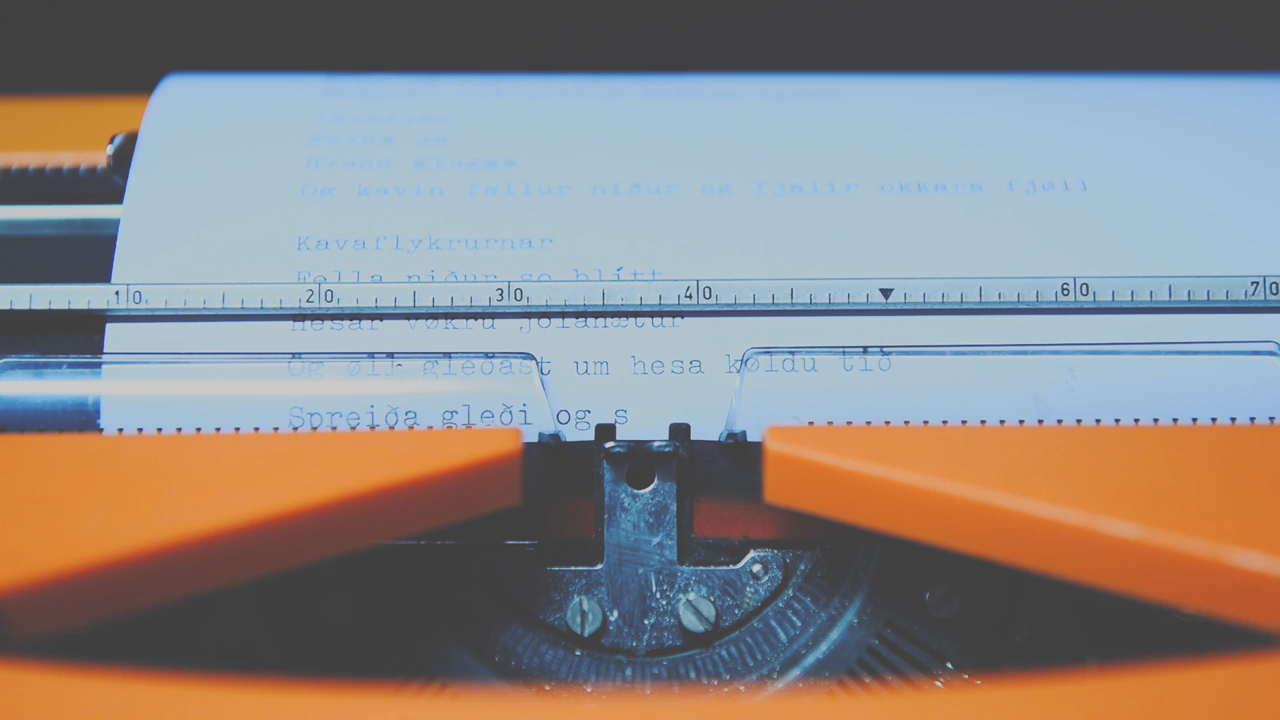 Og kavin fellur niður og fjalir okkara fjøll
Kavaflykrurnar
Falla niður so blítt
10 20 30 40 60 70
Hesar vøkru jólanætur
Og øll gleðast um hesa køldu tíð
Spreiða gleði og s